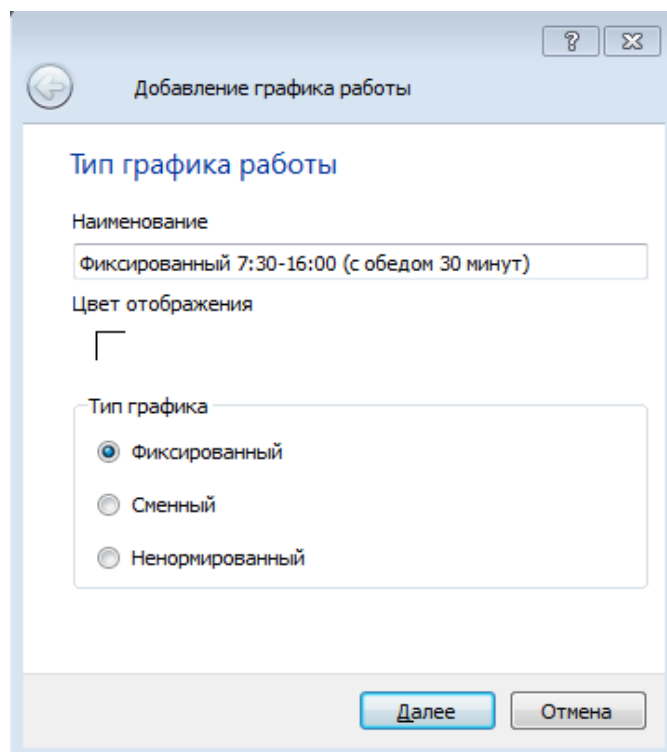 ?
Добавление графика работы
Тип графика работы
Наименование
Фиксированный 7:30-16:00 (с обедом 30 минут)
Цвет отображения
Тип графика
Фиксированный
Сменный
Ненормированный
Далее
Отмена